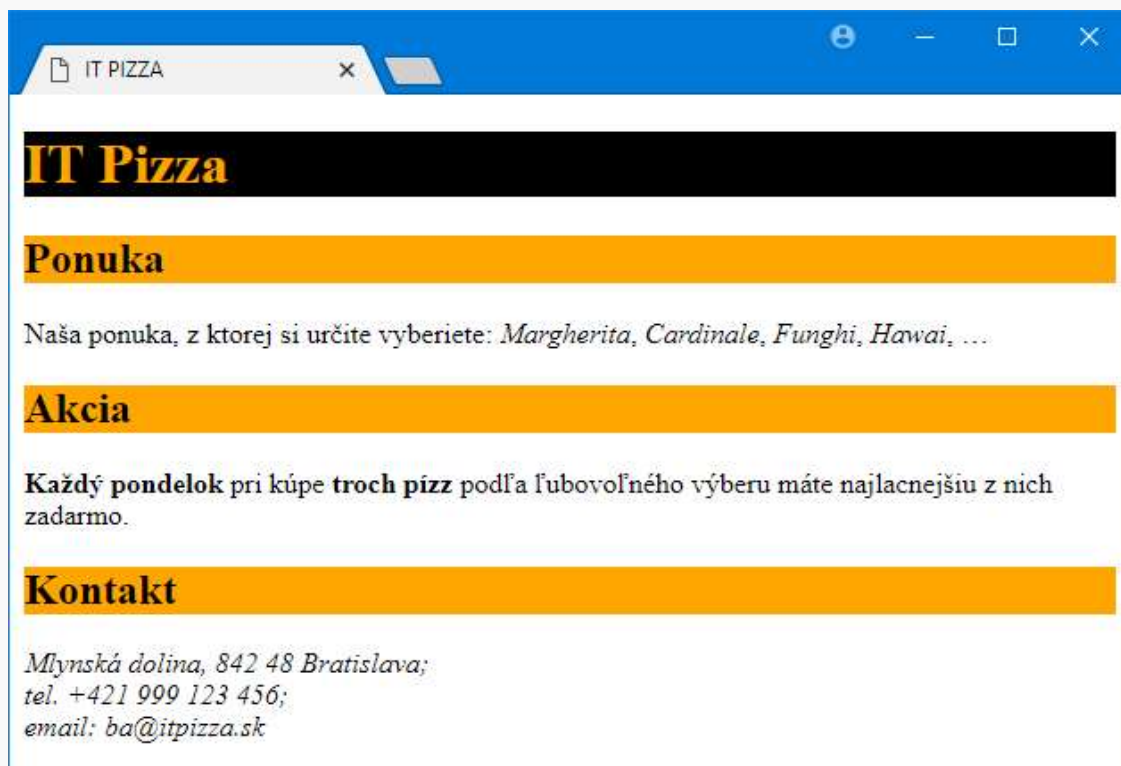 IT PIZZA
IT Pizza
Ponuka
Naša ponuka, z ktorej si určite vyberiete: Margherita, Cardinale, Funghi, Hawai, …
Akcia
Každý pondelok pri kúpe troch pízz podľa ľubovoľného výberu máte najlacnejšiu z nich
zadarmo.
Kontakt
Mlynská dolina, 842 48 Bratislava;
tel. +421 999 123 456;
email: ba@itpizza.sk